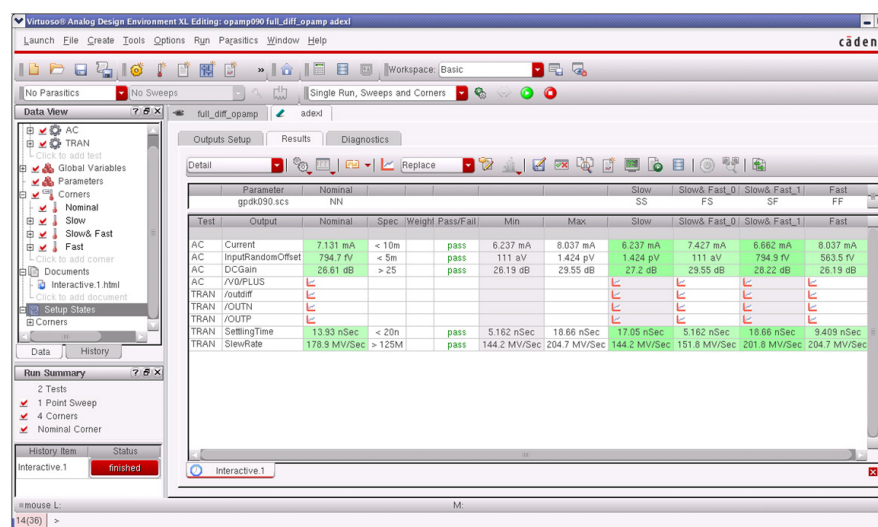 Virtuoso® Analog Design Environment XL Editing: opamp090 full_diff_opamp adexl
Launch File Create Tools Options Run Parasitics Window Help
cāden
» Workspace: Basic
No Parasitics No Sweeps Single Run, Sweeps and Corners
Data View ? full_diff_opamp adexl
AC
TRAN
Click to add test
Global Variables
Parameters
Corners
Nominal
Slow
Slow& Fast
Fast
Click to add corner
Documents
Interactive.1.html
Click to add document
Setup States
Corners
Data History
Run Summary ?
2 Tests
1 Point Sweep
4 Corners
Nominal Corner
History Item Status
Interactive.1 finished
Outputs Setup Results Diagnostics
Detail Replace
Parameter Nominal Slow Slow& Fast_0 Slow& Fast_1 Fast
gpdk090.scs NN SS FS SF FF
Test Output Nominal Spec Weight Pass/Fail Min Max Slow Slow& Fast_0 Slow& Fast_1 Fast
AC Current 7.131 mA < 10m pass 6.237 mA 8.037 mA 6.237 mA 7.427 mA 6.662 mA 8.037 mA
AC InputRandomOffset 794.7 fV < 5m pass 111 aV 1.424 pV 1.424 pV 111 aV 794.9 fV 563.5 fV
AC DCGain 26.61 dB > 25 pass 26.19 dB 29.55 dB 27.2 dB 29.55 dB 28.22 dB 26.19 dB
AC /V0/PLUS
TRAN /outdiff
TRAN /OUTN
TRAN /OUTP
TRAN SettlingTime 13.93 nSec < 20n pass 5.162 nSec 18.66 nSec 17.05 nSec 5.162 nSec 18.66 nSec 9.409 nSec
TRAN SlewRate 178.9 MV/Sec > 125M pass 144.2 MV/Sec 204.7 MV/Sec 144.2 MV/Sec 151.8 MV/Sec 201.8 MV/Sec 204.7 MV/Sec
Interactive.1
mouse L: M:
14(36) >